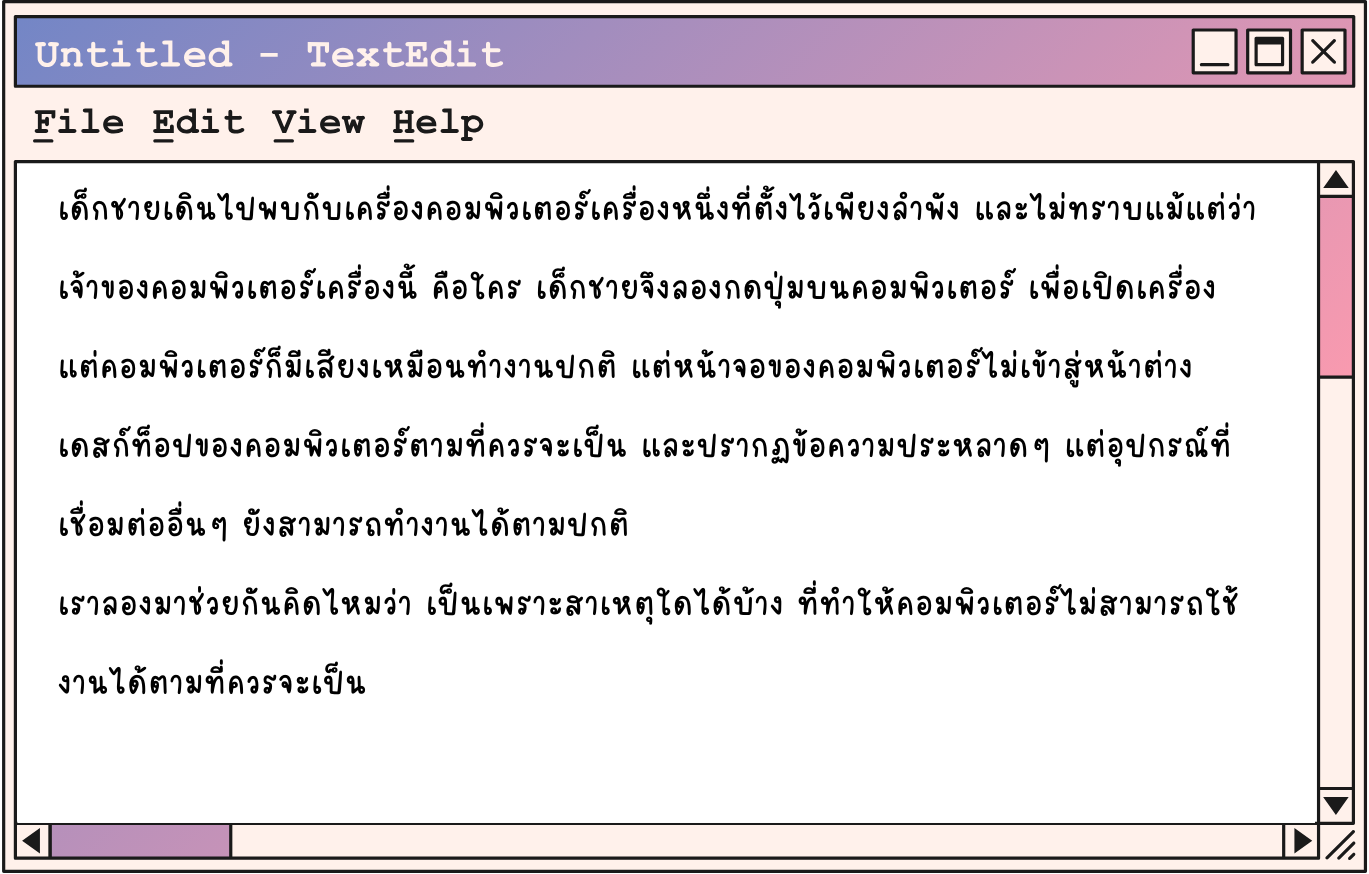 Untitled - TextEdit
File Edit View Help
เด็กชายเดินไปพบกับเครื่องคอมพิวเตอร์เครื่องหนึ่งที่ตั้งไว้เพียงลำพัง และไม่ทราบแม้แต่ว่า
เจ้าของคอมพิวเตอร์เครื่องนี้ คือใคร เด็กชายจึงลองกดปุ่มบนคอมพิวเตอร์ เพื่อเปิดเครื่อง
แต่คอมพิวเตอร์ก็มีเสียงเหมือนทำงานปกติ แต่หน้าจอของคอมพิวเตอร์ไม่เข้าสู่หน้าต่าง
เดสก์ท็อปของคอมพิวเตอร์ตามที่ควรจะเป็น และปรากฏข้อความประหลาดๆ แต่อุปกรณ์ที่
เชื่อมต่ออื่นๆ ยังสามารถทำงานได้ตามปกติ
เราลองมาช่วยกันคิดไหมว่า เป็นเพราะสาเหตุใดได้บ้าง ที่ทำให้คอมพิวเตอร์ไม่สามารถใช้
งานได้ตามที่ควรจะเป็น